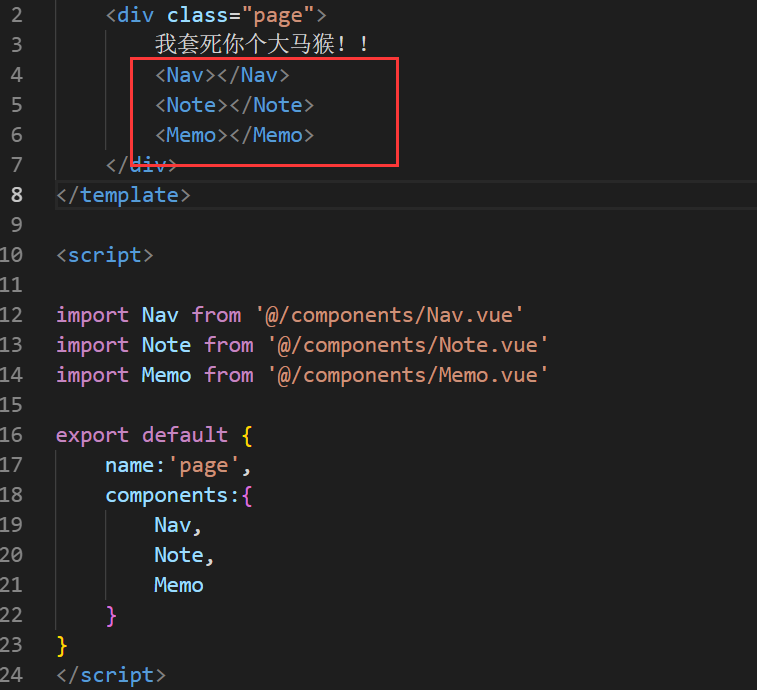 2 <div class="page">
3 我套死你个大马猴！！
4 <Nav></Nav>
5 <Note></Note>
6 <Memo></Memo>
7 </div>
8 </template>
9
10 <script>
11
12 import Nav from '@/components/Nav.vue'
13 import Note from '@/components/Note.vue'
14 import Memo from '@/components/Memo.vue'
15
16 export default {
17 name:'page',
18 components:{
19 Nav,
20 Note,
21 Memo
22 }
23 }
24 </script>